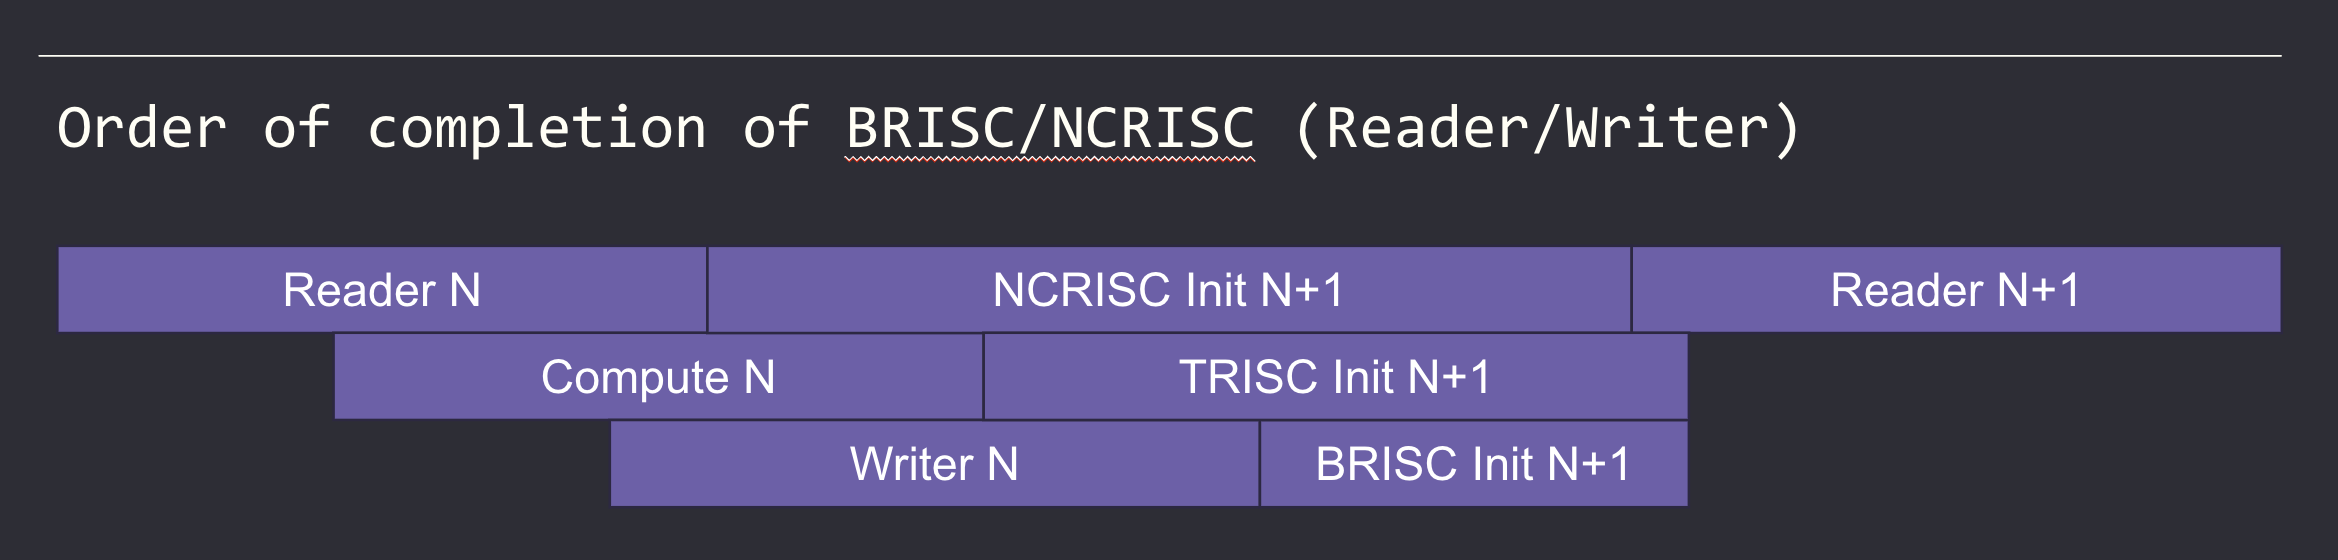 Order of completion of BRISC/NCRISC (Reader/Writer)
Reader N
NCRISC Init N+1
Reader N+1
Compute N
TRISC Init N+1
Writer N
BRISC Init N+1